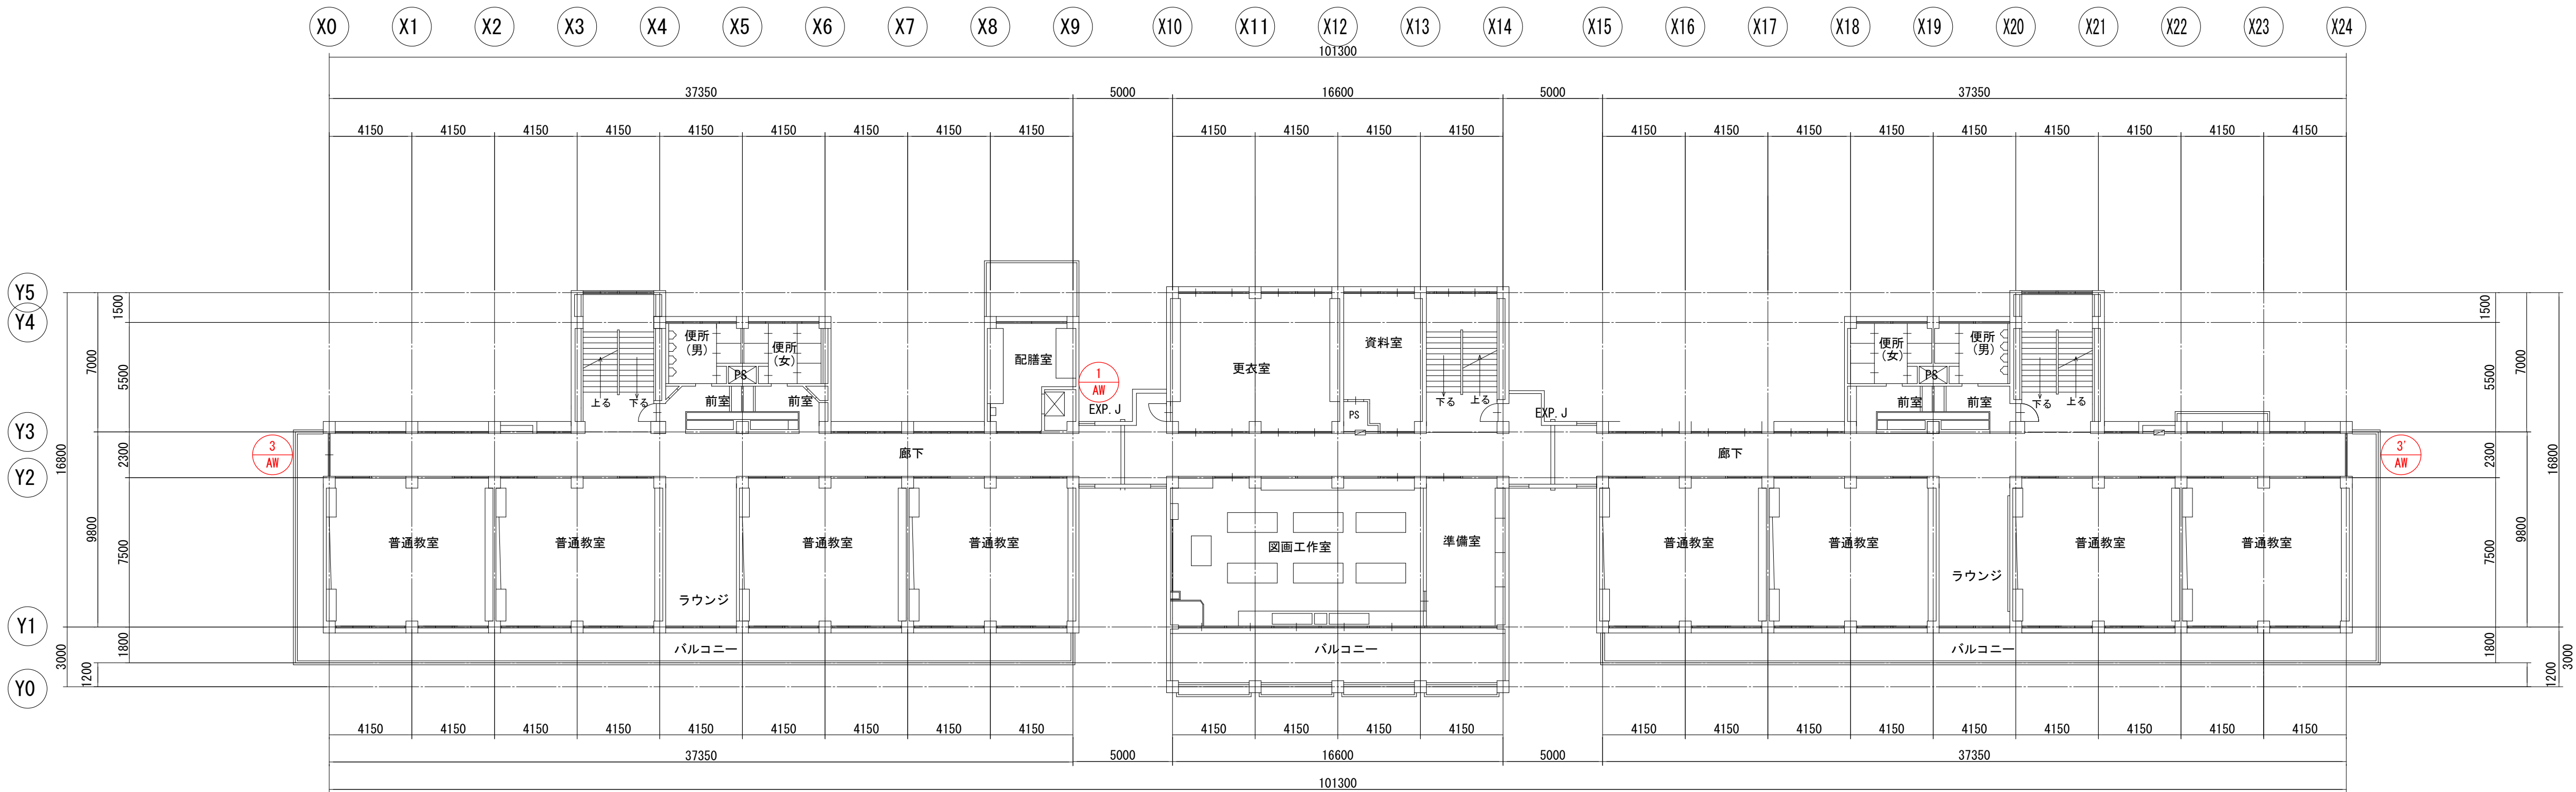 X0 X1 X2 X3 X4 X5 X6 X7 X8 X9 X10 X11 X12 X13 X14 X15 X16 X17 X18 X19 X20 X21 X22 X23 X24
101300
37350 5000 16600 5000 37350
4150 4150 4150 4150 4150 4150 4150 4150 4150 4150 4150 4150 4150 4150 4150 4150 4150 4150 4150 4150 4150 4150
Y5
Y4
Y3
Y2
Y1
Y0
1500
7000
5500
16800
2300
9800
7500
3000
1800
1200
便所
(男)
便所
(女)
PS
前室
前室
上る
下る
配膳室
1
AW
EXP.J
更衣室
資料室
PS
下る
上る
EXP.J
便所
(女)
便所
(男)
PS
前室
前室
下る
上る
3
AW
廊下
廊下
3'
AW
普通教室
普通教室
ラウンジ
普通教室
普通教室
図画工作室
準備室
普通教室
普通教室
ラウンジ
普通教室
普通教室
バルコニー
バルコニー
バルコニー
1500
7000
5500
2300
16800
9800
7500
1800
3000
1200
4150 4150 4150 4150 4150 4150 4150 4150 4150 4150 4150 4150 4150 4150 4150 4150 4150 4150 4150 4150 4150 4150
37350 5000 16600 5000 37350
101300